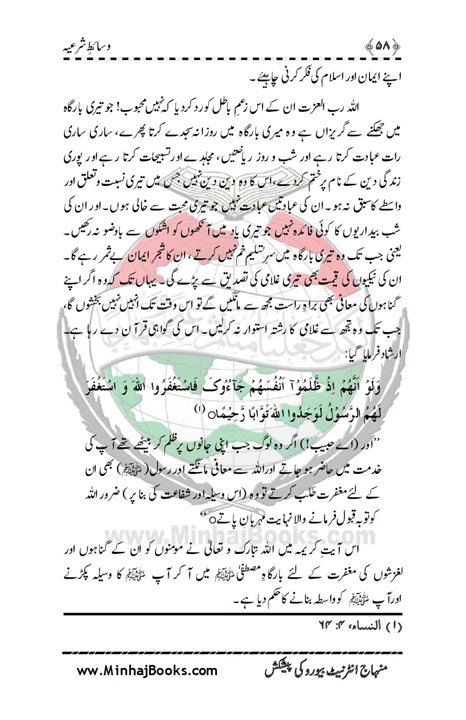 ﴿۵۸﴾ وسائطِ شرعیہ
اپنے ایمان اور اسلام کی فکر کرنی چاہیئے۔
اللہ رب العزت ان کے اس زعمِ باطل کو رد کر دیا کہ نہیں محبوب! جو تیری بارگاہ
میں جھکنے سے گریزاں ہے وہ میری بارگاہ میں روزانہ سجدے کرتا پھرے، ساری ساری
رات عبادت کرتا رہے اور شب و روز ریاضتیں، مجاہدے اور تسبیحات کرتا رہے اور پوری
زندگی دین کے نام پر ختم کر دے، اس کا وہ دین دین نہیں جس میں تیری نسبت و تعلق اور
واسطے کا سبق نہ ہو۔ ان کی عبادتیں عبادت نہیں جو تیری محبت سے خالی ہوں۔ اور ان کی
شب بیداریوں کا کوئی فائدہ نہیں جو تیری یاد میں آنکھوں کو اشکوں سے باوضو نہ رکھیں۔
یعنی جب تک وہ تیری بارگاہ میں سرِ تسلیم خم نہیں کرتے، ان کا شجرِ ایمان بے ثمر رہے گا۔
ان کی نیکیوں کی قیمت بھی تیری غلامی کی تصدیق سے پڑے گی۔ یہاں تک کہ وہ اگر اپنے
گناہوں کی معافی بھی براہِ راست مجھ سے مانگیں گے تو اس وقت تک انہیں نہیں بخشوں گا،
جب تک وہ تجھ سے غلامی کا رشتہ استوار نہ کر لیں۔ اس کی گواہی قرآن دے رہا ہے۔
ارشاد فرمایا گیا:
وَلَوْ اَنَّهُمْ اِذْ ظَّلَمُوْٓا اَنْفُسَهُمْ جَآءُوْکَ فَاسْتَغْفَرُوا اللهَ وَ اسْتَغْفَرَ
لَهُمُ الرَّسُوْلُ لَوَجَدُوا اللهَ تَوَّابًا رَّحِيْمًاo(۱)
’’اور (اے حبیب!) اگر وہ لوگ جب اپنی جانوں پر ظلم کر بیٹھے تھے آپ کی
خدمت میں حاضر ہو جاتے اور اللہ سے معافی مانگتے اور رسول (ﷺ) بھی ان
کے لئے مغفرت طلب کرتے تو وہ (اس وسیلہ اور شفاعت کی بنا پر) ضرور اللہ
کو توبہ قبول فرمانے والا نہایت مہربان پاتےo‘‘
اس آیتِ کریمہ میں اللہ تبارک و تعالیٰ نے مومنوں کو ان کے گناہوں اور
لغزشوں کی مغفرت کے لئے بارگاہِ مصطفیٰ ﷺ میں آ کر آپ ﷺ کا وسیلہ پکڑنے
اور آپ ﷺ کو واسطہ بنانے کا حکم دیا ہے۔
(۱) النساء، ۴: ۶۴
www.MinhajBooks.com
منہاج انٹرنیٹ بیورو کی پیشکش www.MinhajBooks.com